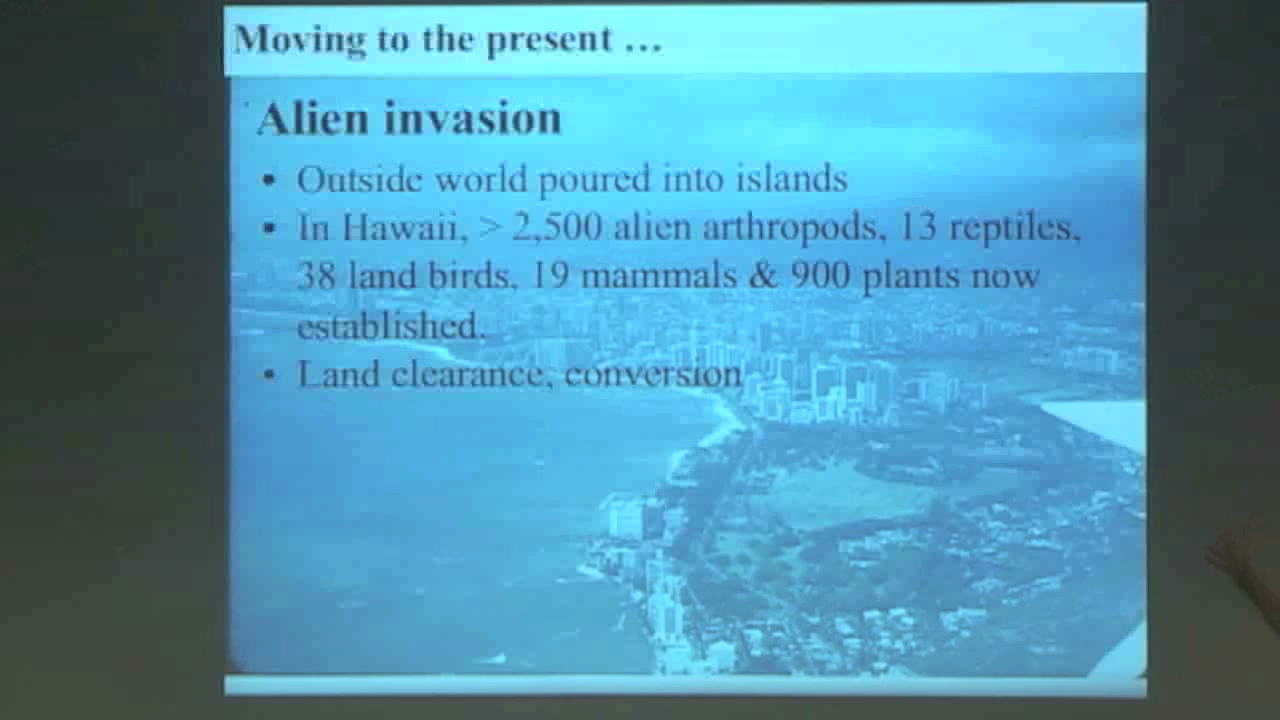 Moving to the present …
Alien invasion
• Outside world poured into islands
• In Hawaii, > 2,500 alien arthropods, 13 reptiles,
38 land birds, 19 mammals & 900 plants now
established.
• Land clearance, conversion